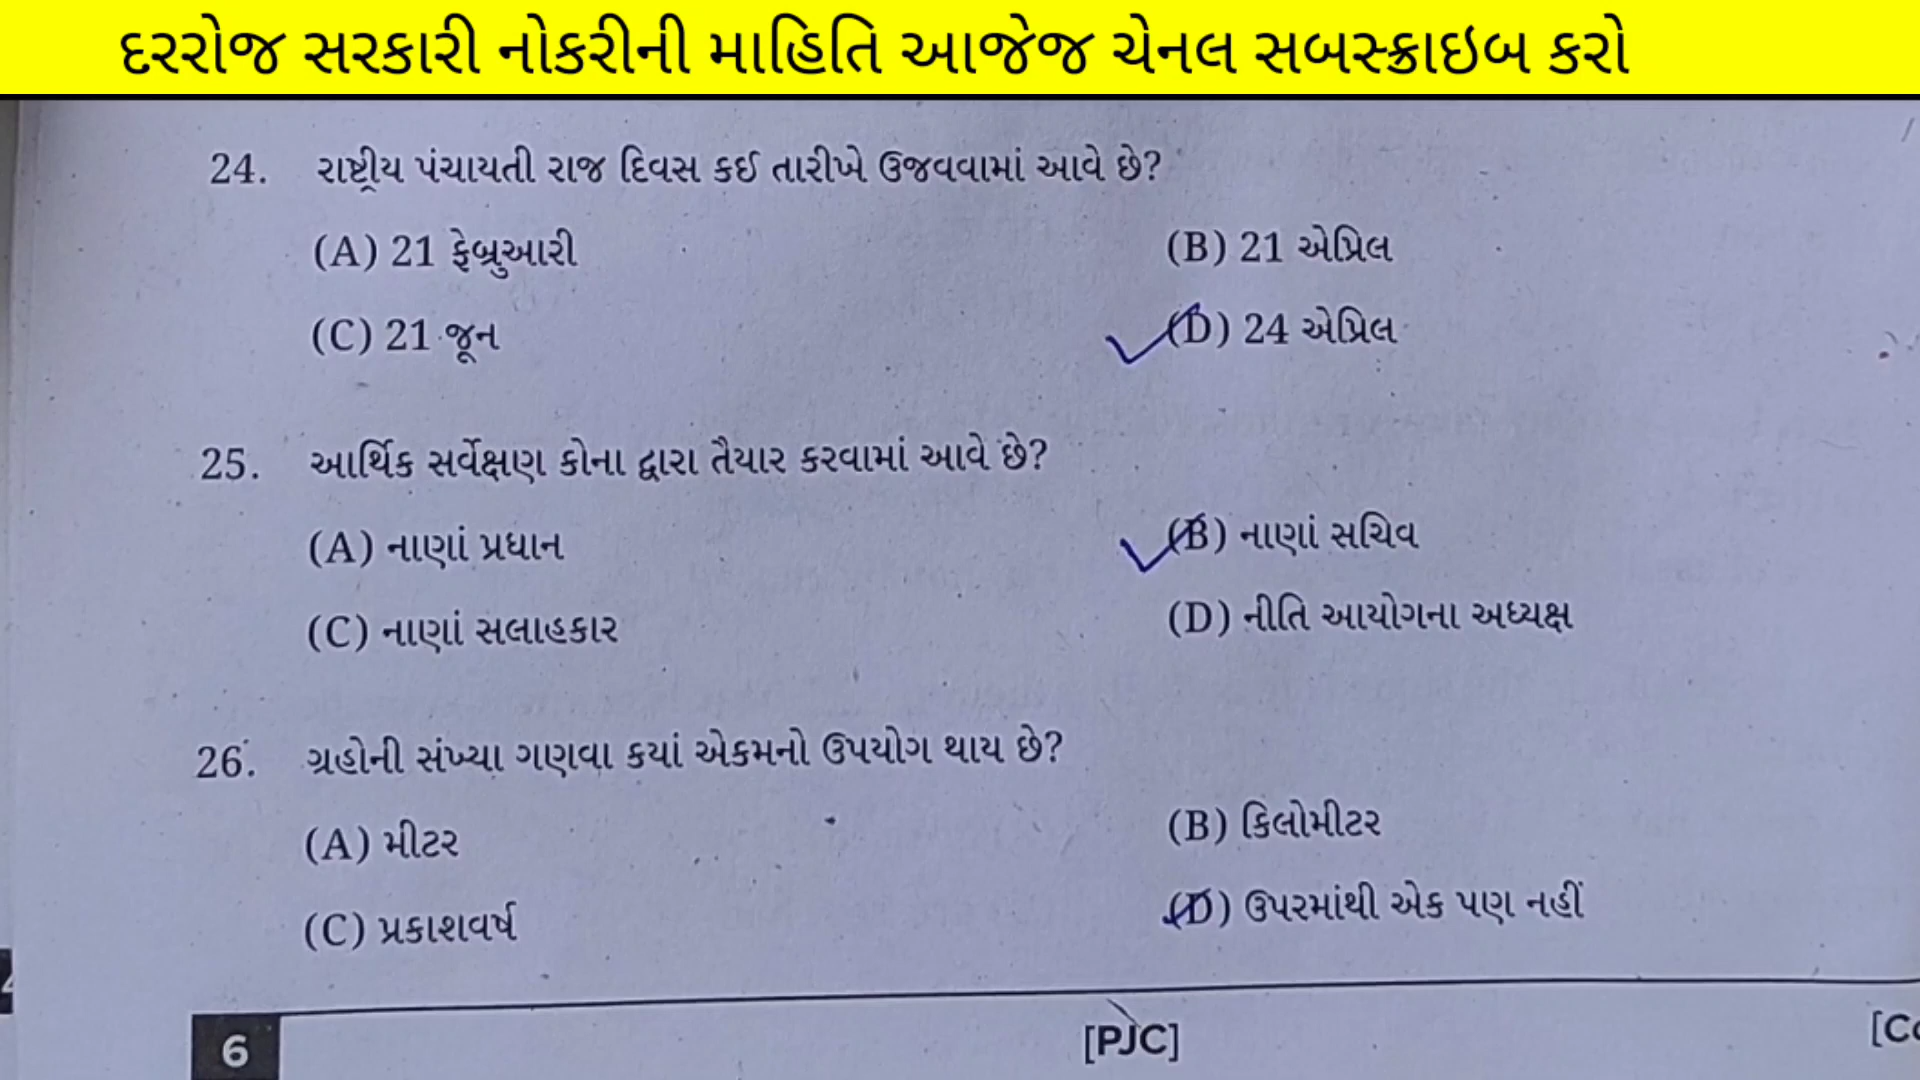 દરરોજ સરકારી નોકરીની માહિતિ આજેજ ચેનલ સબસ્ક્રાઇબ કરો
24. રાષ્ટ્રીય પંચાયતી રાજ દિવસ કઈ તારીખે ઉજવવામાં આવે છે?
(A) 21 ફેબ્રુઆરી (B) 21 એપ્રિલ
(C) 21 જૂન (D) 24 એપ્રિલ
25. આર્થિક સર્વેક્ષણ કોના દ્વારા તૈયાર કરવામાં આવે છે?
(A) નાણાં પ્રધાન (B) નાણાં સચિવ
(C) નાણાં સલાહકાર (D) નીતિ આયોગના અધ્યક્ષ
26. ગ્રહોની સંખ્યા ગણવા કયાં એકમનો ઉપયોગ થાય છે?
(A) મીટર (B) કિલોમીટર
(C) પ્રકાશવર્ષ (D) ઉપરમાંથી એક પણ નહીં
6 [PJC]